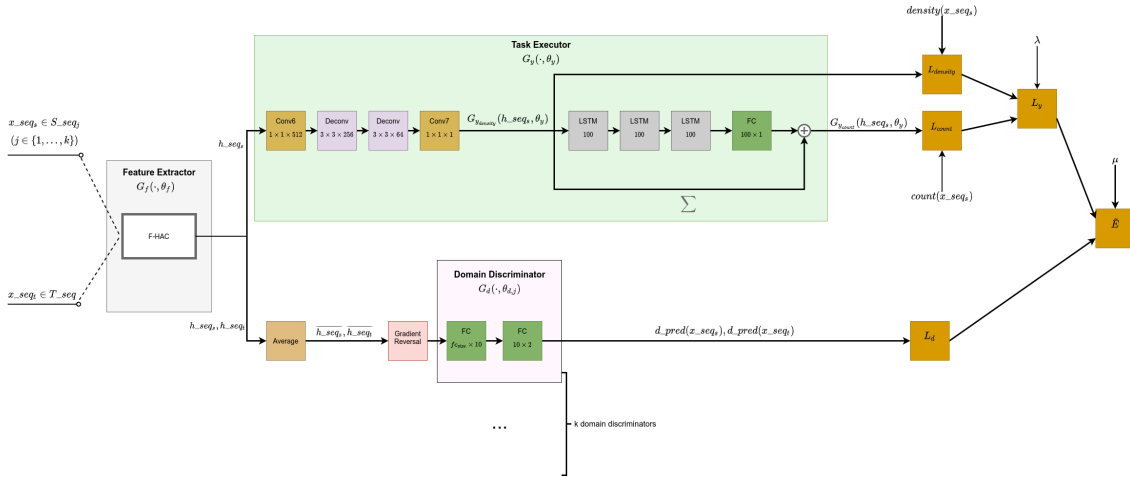 density(x_seq_s)
Task Executor
G_y(·, θ_y)
λ
L_density
L_y
x_seq_s ∈ S_seq_j
(j ∈ {1, . . . , k})
Conv6
1 × 1 × 512
Deconv
3 × 3 × 256
Deconv
3 × 3 × 64
Conv7
1 × 1 × 1
G_y_density(h_seq_s, θ_y)
LSTM
100
LSTM
100
LSTM
100
FC
100 × 1
+
G_y_count(h_seq_s, θ_y)
L_count
h_seq_s
Feature Extractor
G_f(·, θ_f)
∑
count(x_seq_s)
μ
Ẽ
F-HAC
Domain Discriminator
G_d(·, θ_d,j)
x_seq_t ∈ T_seq
h_seq_s, h_seq_t
Average
h_seq_s, h_seq_t
Gradient
Reversal
FC
fc_size × 10
FC
10 × 2
d_pred(x_seq_s), d_pred(x_seq_t)
L_d
...
k domain discriminators